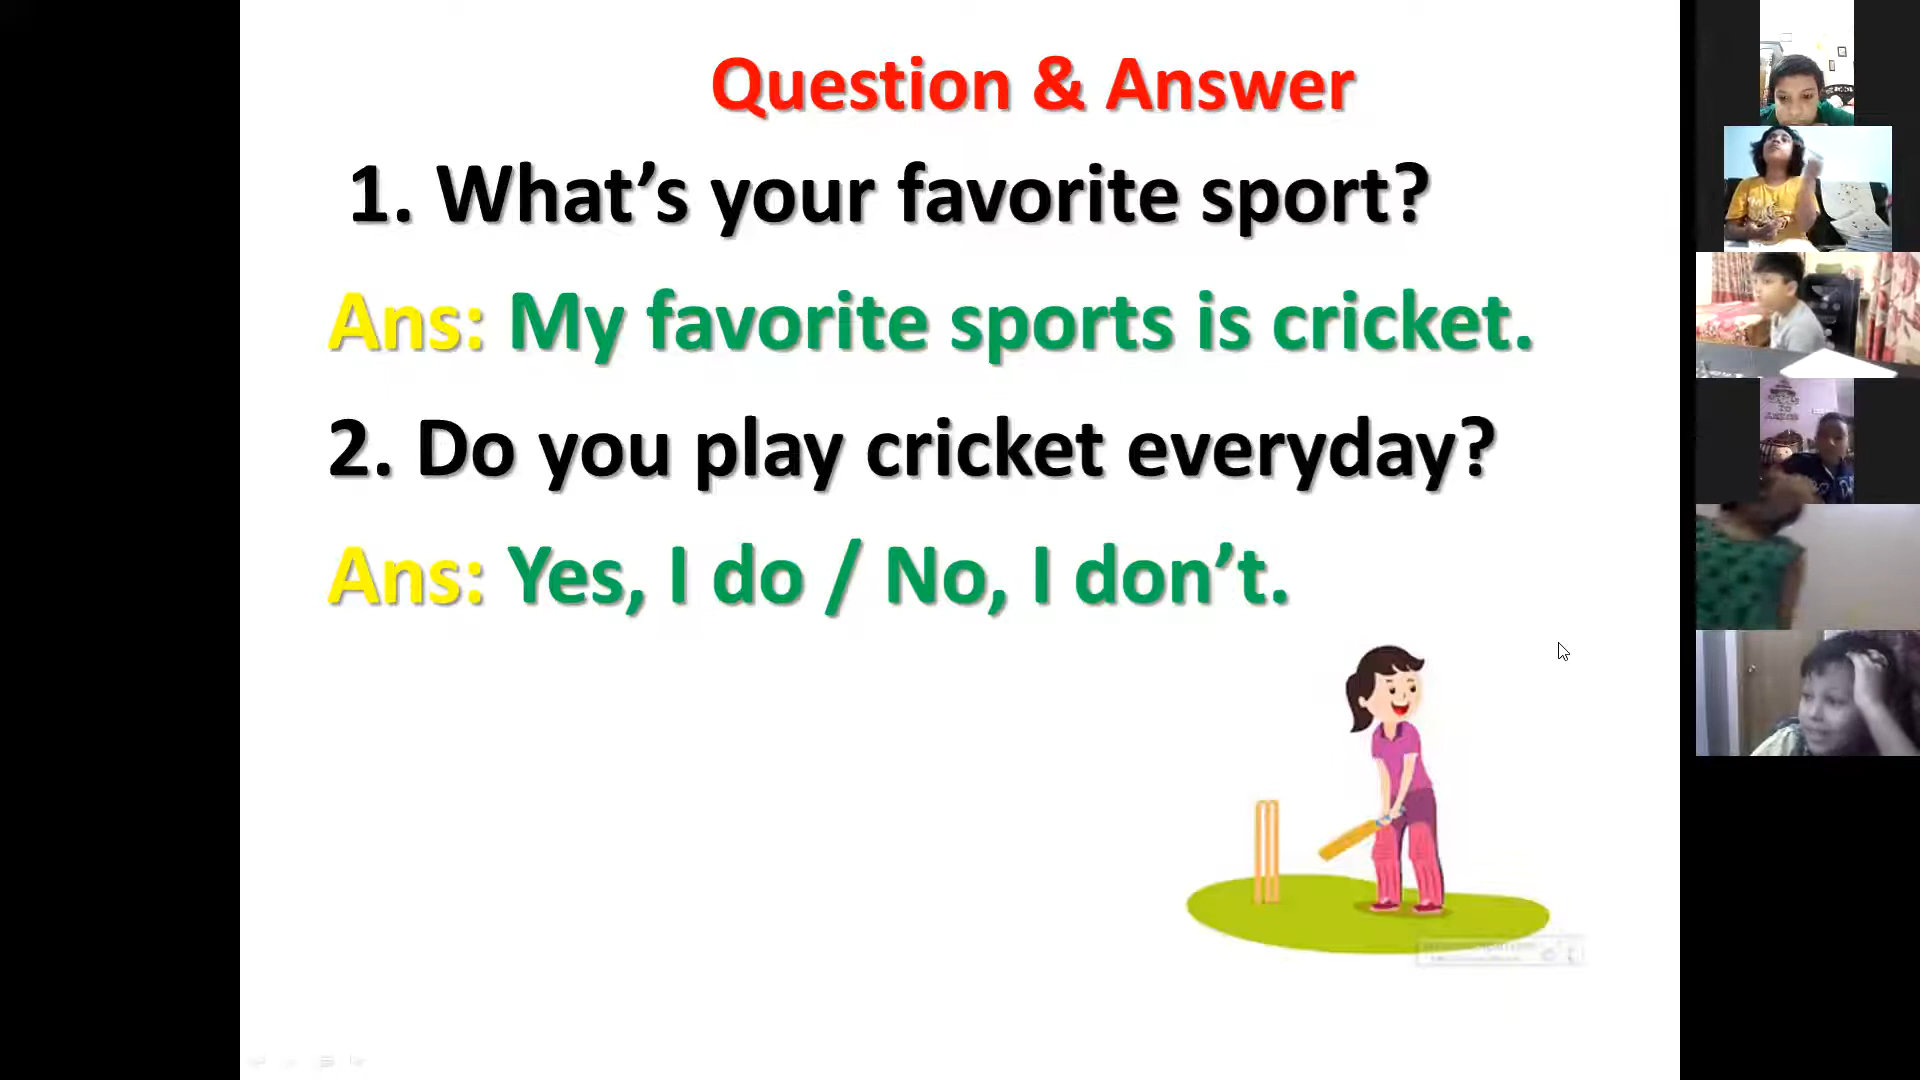 Question & Answer
1. What’s your favorite sport?
Ans: My favorite sports is cricket.
2. Do you play cricket everyday?
Ans: Yes, I do / No, I don’t.